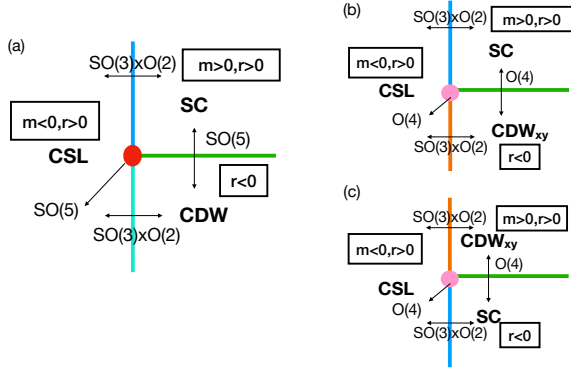 (a)
SO(3)xO(2)
m>0,r>0
SC
m<0,r>0
CSL
SO(5)
r<0
SO(5)
CDW
SO(3)xO(2)
(b)
SO(3)xO(2)
m>0,r>0
SC
m<0,r>0
O(4)
CSL
O(4)
CDWxy
SO(3)xO(2)
r<0
(c)
SO(3)xO(2)
m>0,r>0
CDWxy
m<0,r>0
O(4)
CSL
O(4)
SC
SO(3)xO(2)
r<0